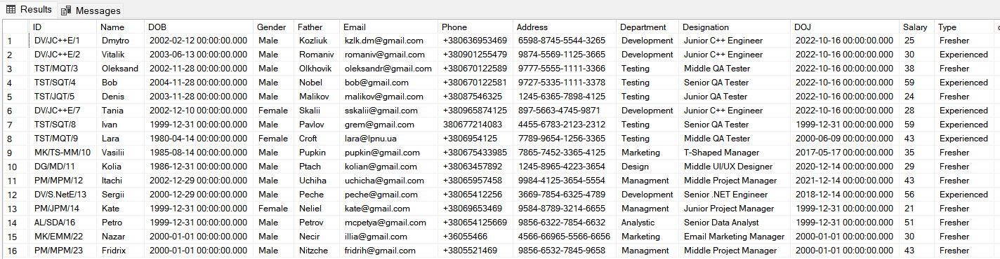 Results Messages
ID Name DOB Gender Father Email Phone Address Department Designation DOJ Salary Type
1 DV/JC++E/1 Dmytro 2002-02-12 00:00:00.000 Male Kozliuk kzlk.dm@gmail.com +380636953469 6598-8745-5544-3265 Development Junior C++ Engineer 2022-10-16 00:00:00.000 25 Fresher
2 DV/JC++E/2 Vitalik 2003-06-13 00:00:00.000 Male Romaniv romaniv@gmail.com +380901255479 9874-5569-1125-3665 Development Junior C++ Engineer 2022-10-16 00:00:00.000 30 Experienced
3 TST/MQT/3 Oleksand 2002-11-28 00:00:00.000 Male Olkhovik oleksandr@gmail.com +380670122589 9777-5555-1111-3366 Testing Middle QA Tester 2022-10-16 00:00:00.000 38 Fresher
4 TST/SQT/4 Bob 2004-11-28 00:00:00.000 Male Nobel bob@gmail.com +380670122581 9727-5335-1111-3378 Testing Senior QA Tester 2022-10-16 00:00:00.000 59 Experienced
5 TST/JQT/5 Denis 2003-11-28 00:00:00.000 Male Malikov malikov@gmail.com +38087546325 1245-6365-7898-4125 Testing Junior QA Tester 2022-10-16 00:00:00.000 24 Fresher
6 DV/JC++E/7 Tania 2002-12-10 00:00:00.000 Female Skalii sskalii@gmail.com +380965874125 897-5663-4745-9871 Development Junior C++ Engineer 2022-10-16 00:00:00.000 28 Experienced
7 TST/SQT/8 Ivan 1999-12-31 00:00:00.000 Male Pavlov grem@gmail.com 380677214083 4455-6783-2123-2312 Testing Senior QA Tester 1999-12-31 00:00:00.000 59 Experienced
8 TST/MQT/9 Lara 1980-04-14 00:00:00.000 Female Croft lara@lpnu.ua +3806954125 7789-9654-1256-3365 Testing Middle QA Tester 2000-06-09 00:00:00.000 43 Experienced
9 MK/TS-MM/10 Vasilii 1985-08-14 00:00:00.000 Male Pupkin pupkin@gmail.com +380675433985 7865-7452-3365-4125 Marketing T-Shaped Manager 2017-05-17 00:00:00.000 35 Fresher
10 DG/MD/11 Kolia 1986-12-31 00:00:00.000 Male Ptach kolian@gmail.com +38063457892 1245-8965-4223-3654 Design Middle UI/UX Designer 2020-12-14 00:00:00.000 29 Fresher
11 PM/MPM/12 Itachi 2002-12-29 00:00:00.000 Male Uchiha uchicha@gmail.com +38065957458 9984-4125-3654-5554 Managment Middle Project Manager 2021-12-14 00:00:00.000 43 Fresher
12 DV/S.NetE/13 Sergii 2000-12-29 00:00:00.000 Male Peche peche@gmail.com +38065412256 3669-7854-6325-4789 Development Senior .NET Engineer 2018-12-14 00:00:00.000 56 Experienced
13 PM/JPM/14 Kate 1999-12-31 00:00:00.000 Female Neliel kate@gmail.com +38069653469 9584-8789-3214-6655 Managment Junior Project Manager 1999-12-31 00:00:00.000 21 Fresher
14 AL/SDA/16 Petro 1999-12-31 00:00:00.000 Male Petrov mcpetya@gmail.com +380654125669 9856-6322-7854-6632 Analystic Senior Data Analyst 1999-12-31 00:00:00.000 51 Fresher
15 MK/EMM/22 Nazar 2000-01-01 00:00:00.000 Male Necir illia@gmail.com +36055466 4566-66965-5566-6656 Marketing Email Marketing Manager 2000-01-01 00:00:00.000 30 Fresher
16 PM/MPM/23 Fridrix 2000-01-01 00:00:00.000 Male Nitzche fridrih@gmail.com +3805521469 9856-6532-7845-9658 Managment Middle Project Manager 2000-01-01 00:00:00.000 43 Fresher